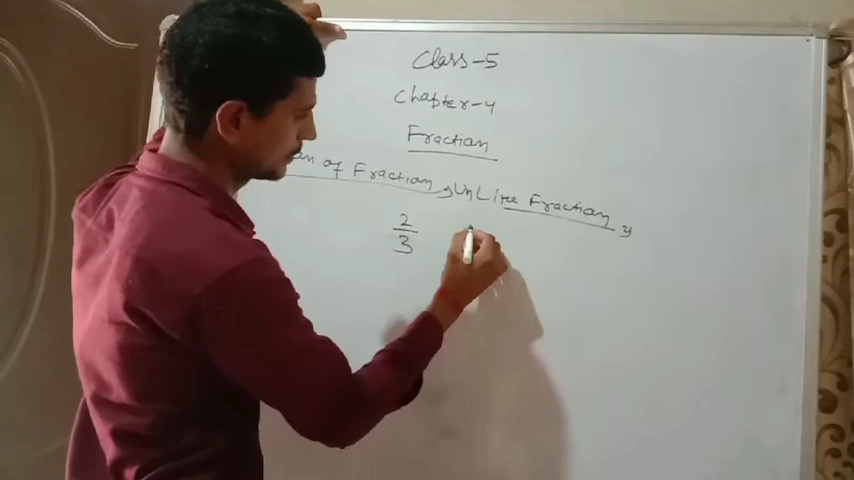 Class-5
Chapter-4
Fraction
of Fraction, UnLike Fraction,
2
3